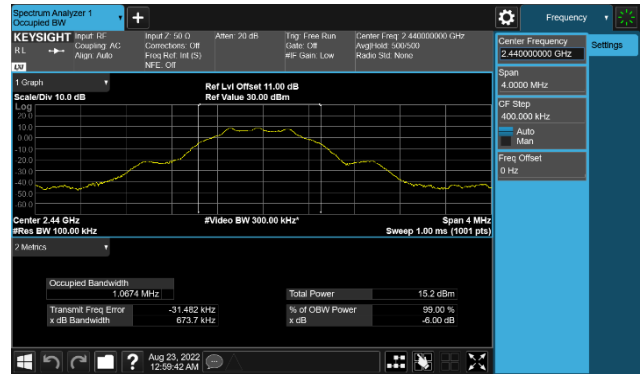 Spectrum Analyzer 1
Occupied BW
+
Frequency
KEYSIGHT
Input: RF
Input Z: 50 Ω
Atten: 20 dB
Trig: Free Run
Center Freq: 2.440000000 GHz
RL
Coupling: AC
Corrections: Off
Gate: Off
Avg|Hold: 500/500
Align: Auto
Freq Ref: Int (S)
#IF Gain: Low
Radio Std: None
NFE: Off
LXI
Center Frequency
2.440000000 GHz
Settings
Span
4.0000 MHz
CF Step
400.000 kHz
Auto
Man
Freq Offset
0 Hz
1 Graph
Ref Lvl Offset 11.00 dB
Scale/Div 10.0 dB
Ref Value 30.00 dBm
Log
20.0
10.0
0.00
-10.0
-20.0
-30.0
-40.0
-50.0
-60.0
Center 2.44 GHz
#Video BW 300.00 kHz*
Span 4 MHz
#Res BW 100.00 kHz
Sweep 1.00 ms (1001 pts)
2 Metrics
Occupied Bandwidth
1.0674 MHz
Total Power
15.2 dBm
Transmit Freq Error
-31.482 kHz
% of OBW Power
99.00 %
x dB Bandwidth
673.7 kHz
x dB
-6.00 dB
?
Aug 23, 2022
12:59:42 AM